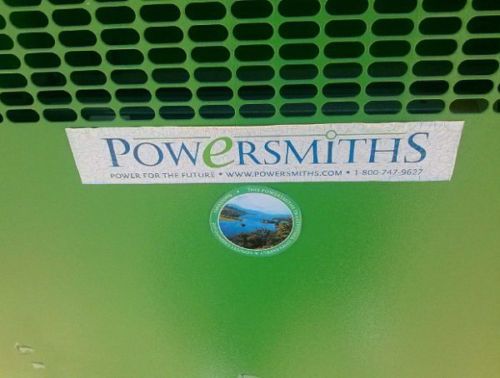 POWeRSMiTHS
POWER FOR THE FUTURE • WWW.POWERSMITHS.COM • 1-800-747-9627